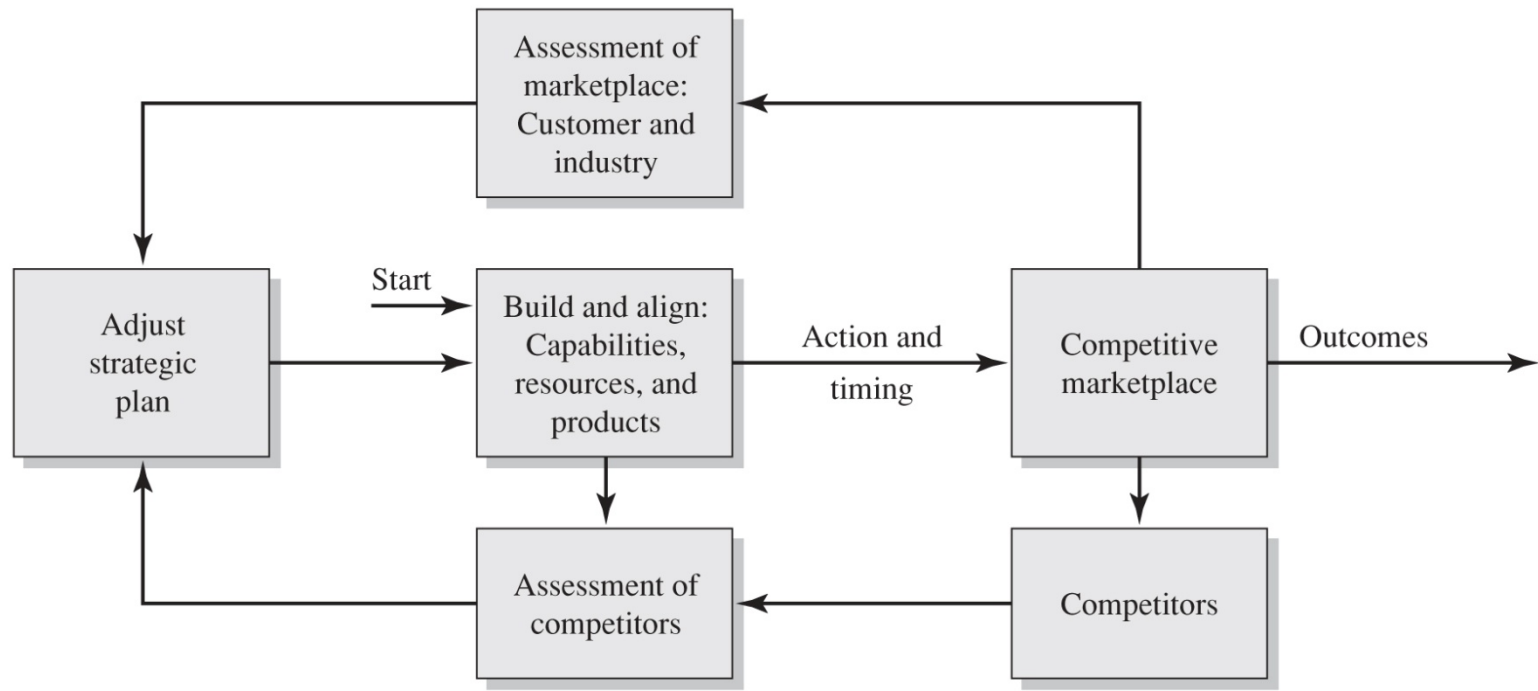 Assessment of
marketplace:
Customer and
industry
Adjust
strategic
plan
Start
Build and align:
Capabilities,
resources, and
products
Action and
timing
Competitive
marketplace
Outcomes
Assessment of
competitors
Competitors